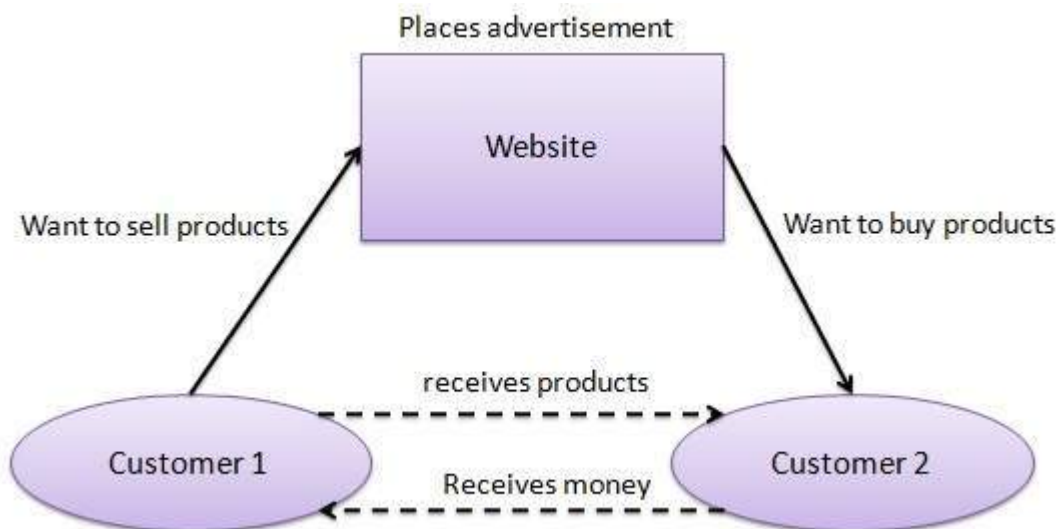 Places advertisement
Website
Want to sell products
Want to buy products
receives products
Customer 1
Customer 2
Receives money